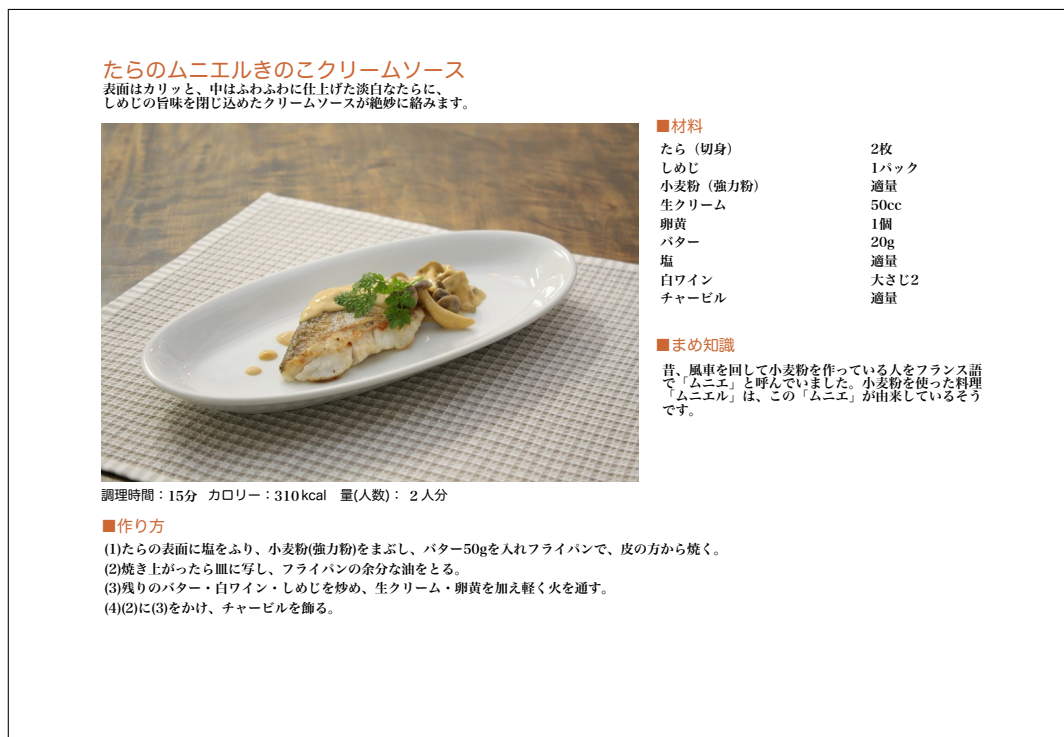 たらのムニエルきのこクリームソース
表面はカリッと、中はふわふわに仕上げた淡白なたらに、
しめじの旨味を閉じ込めたクリームソースが絶妙に絡みます。
■材料
たら（切身） 2枚
しめじ 1パック
小麦粉（強力粉） 適量
生クリーム 50cc
卵黄 1個
バター 20g
塩 適量
白ワイン 大さじ2
チャービル 適量
■まめ知識
昔、風車を回して小麦粉を作っている人をフランス語
で「ムニエ」と呼んでいました。小麦粉を使った料理
「ムニエル」は、この「ムニエ」が由来しているそう
です。
調理時間：15分 カロリー：310kcal 量(人数)： 2人分
■作り方
(1)たらの表面に塩をふり、小麦粉(強力粉)をまぶし、バター50gを入れフライパンで、皮の方から焼く。
(2)焼き上がったら皿に写し、フライパンの余分な油をとる。
(3)残りのバター・白ワイン・しめじを炒め、生クリーム・卵黄を加え軽く火を通す。
(4)(2)に(3)をかけ、チャービルを飾る。